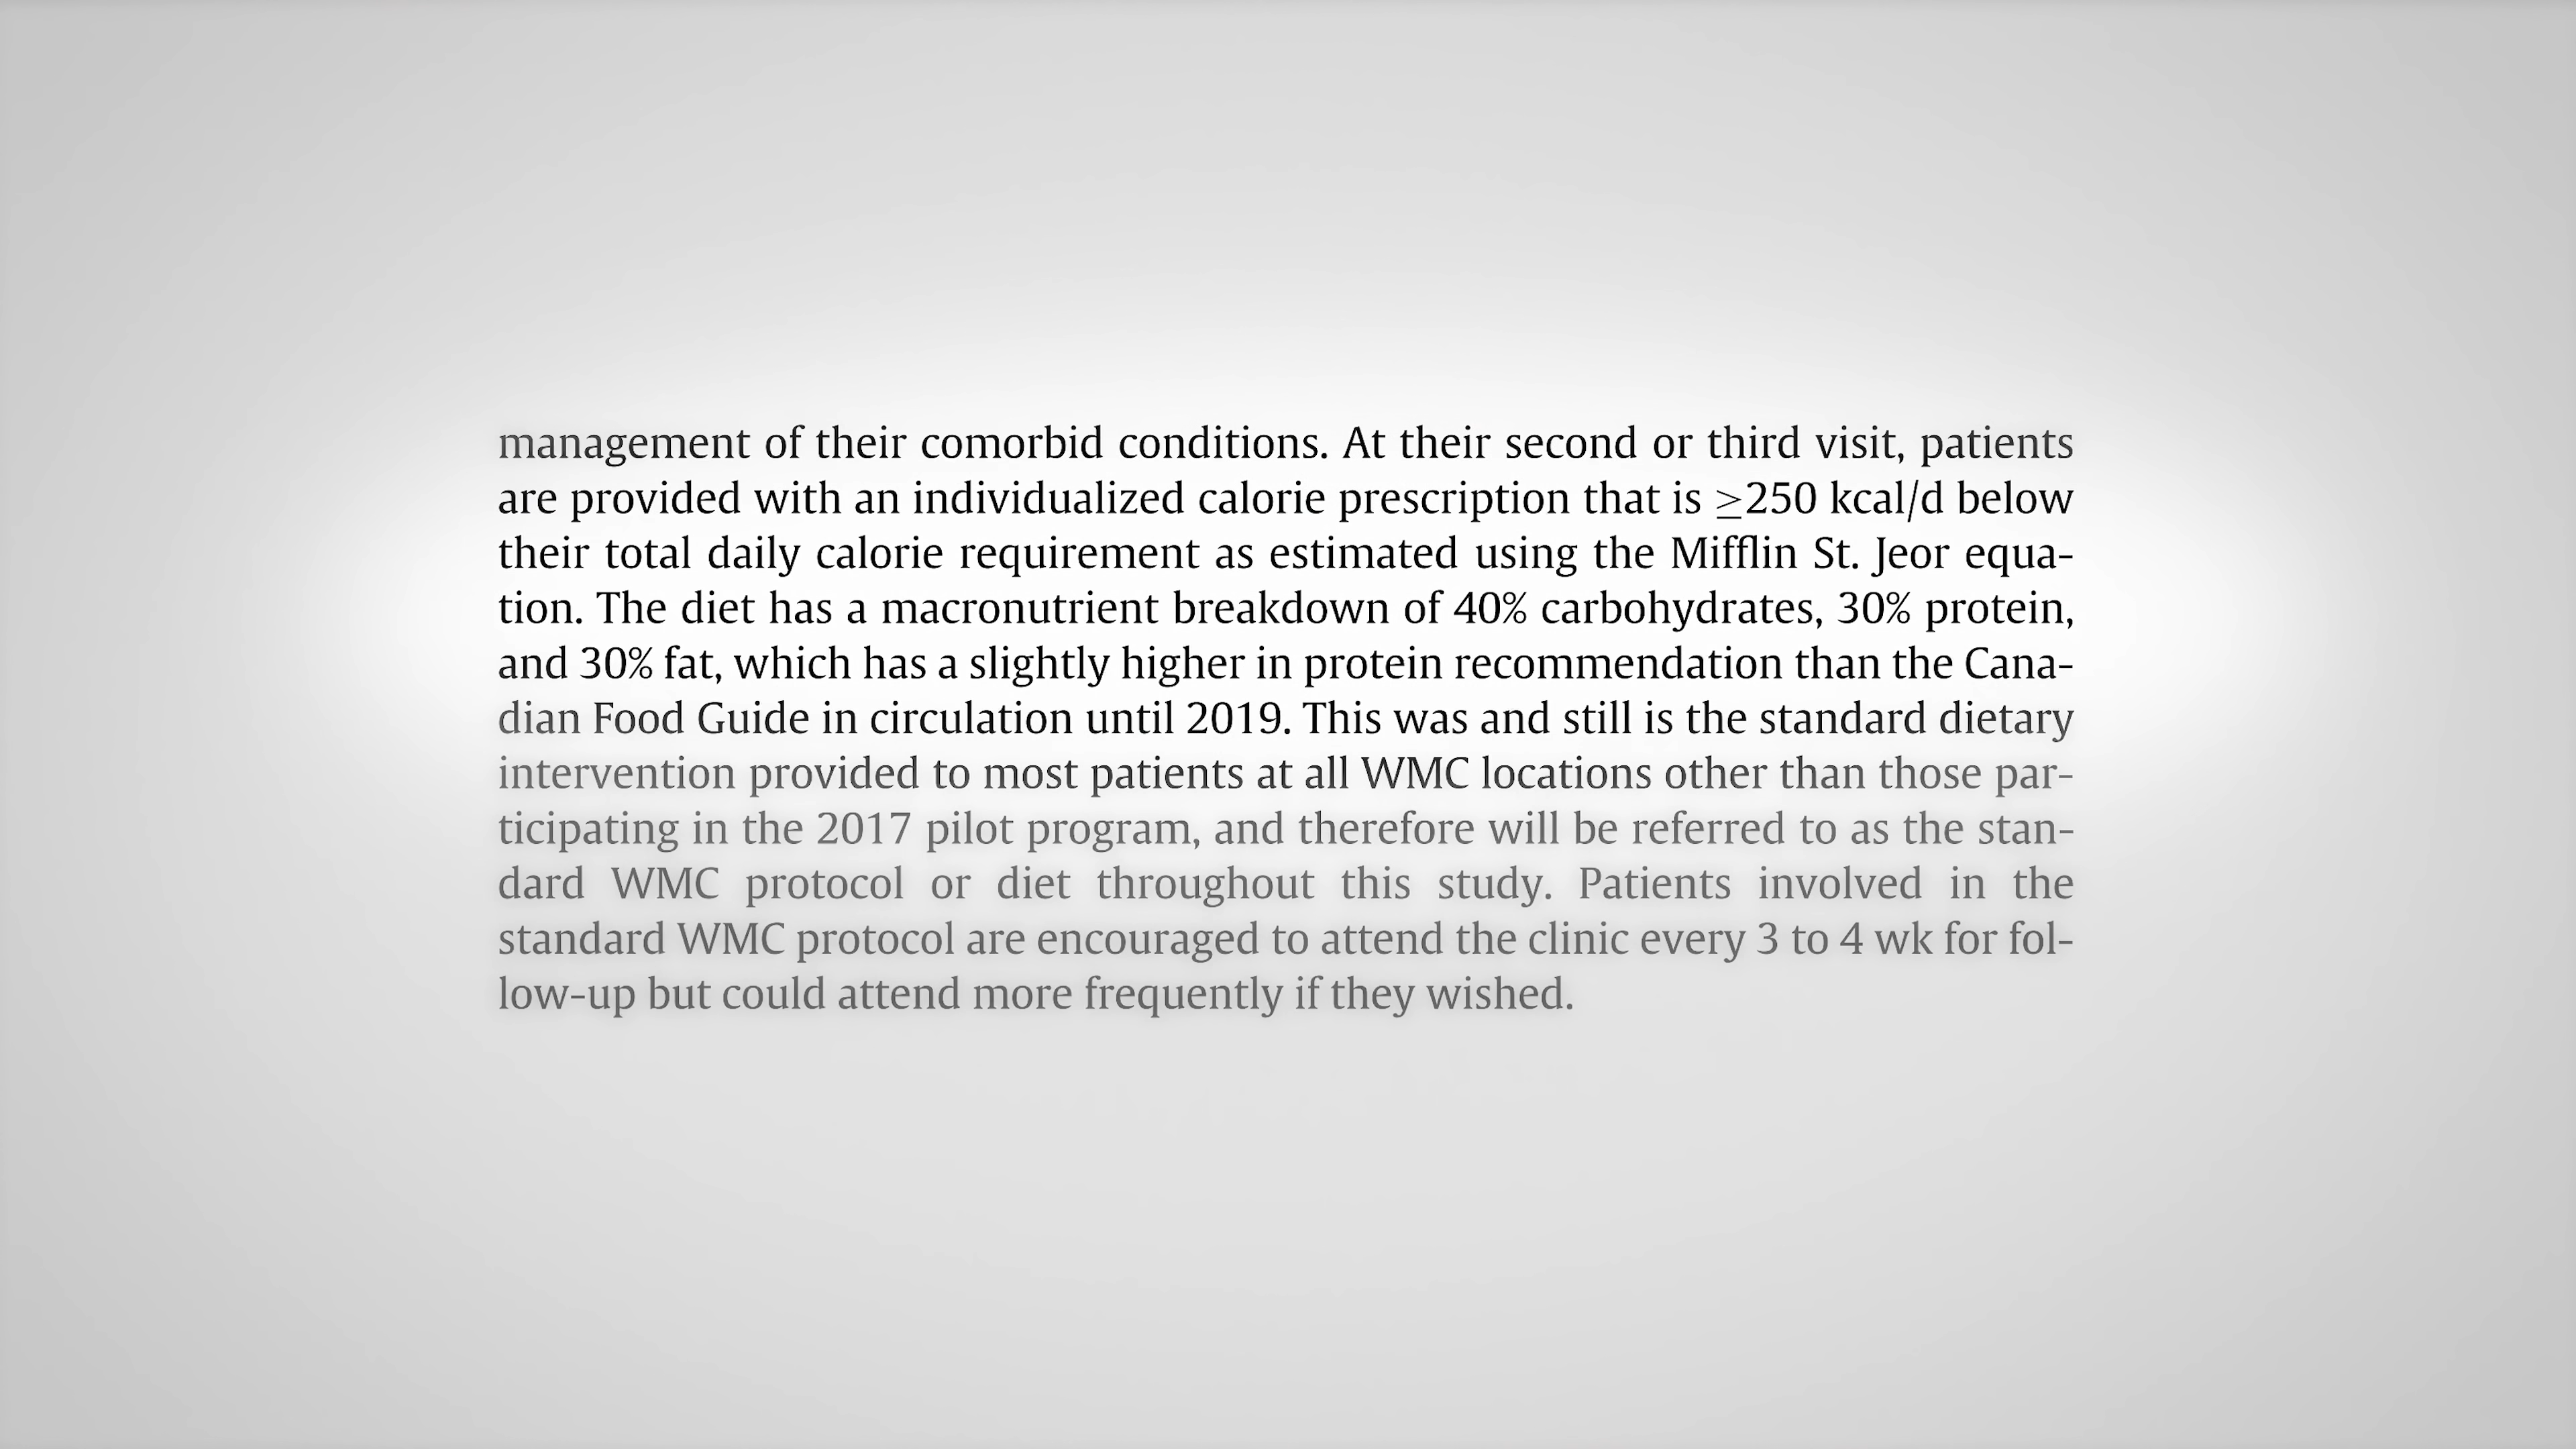 management of their comorbid conditions. At their second or third visit, patients
are provided with an individualized calorie prescription that is ≥250 kcal/d below
their total daily calorie requirement as estimated using the Mifflin St. Jeor equa-
tion. The diet has a macronutrient breakdown of 40% carbohydrates, 30% protein,
and 30% fat, which has a slightly higher in protein recommendation than the Cana-
dian Food Guide in circulation until 2019. This was and still is the standard dietary
intervention provided to most patients at all WMC locations other than those par-
ticipating in the 2017 pilot program, and therefore will be referred to as the stan-
dard WMC protocol or diet throughout this study. Patients involved in the
standard WMC protocol are encouraged to attend the clinic every 3 to 4 wk for fol-
low-up but could attend more frequently if they wished.